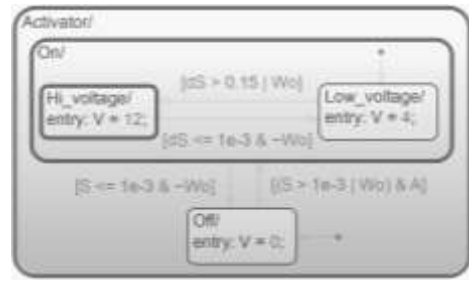 Activator/
On/
[dS > 0.15 | Wo]
Hi_voltage/
entry: V = 12;
Low_voltage/
entry: V = 4;
[dS <= 1e-3 & ~Wo]
[S <= 1e-3 & ~Wo]
[(S > 1e-3 | Wo) & A]
Off/
entry: V = 0;